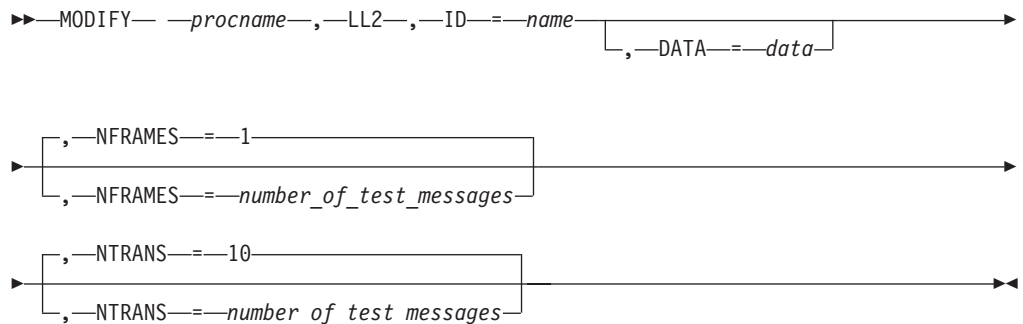 MODIFY procname , LL2 , ID = name
, DATA = data
, NFRAMES = 1
, NFRAMES = number_of_test_messages
, NTRANS = 10
, NTRANS = number of test messages